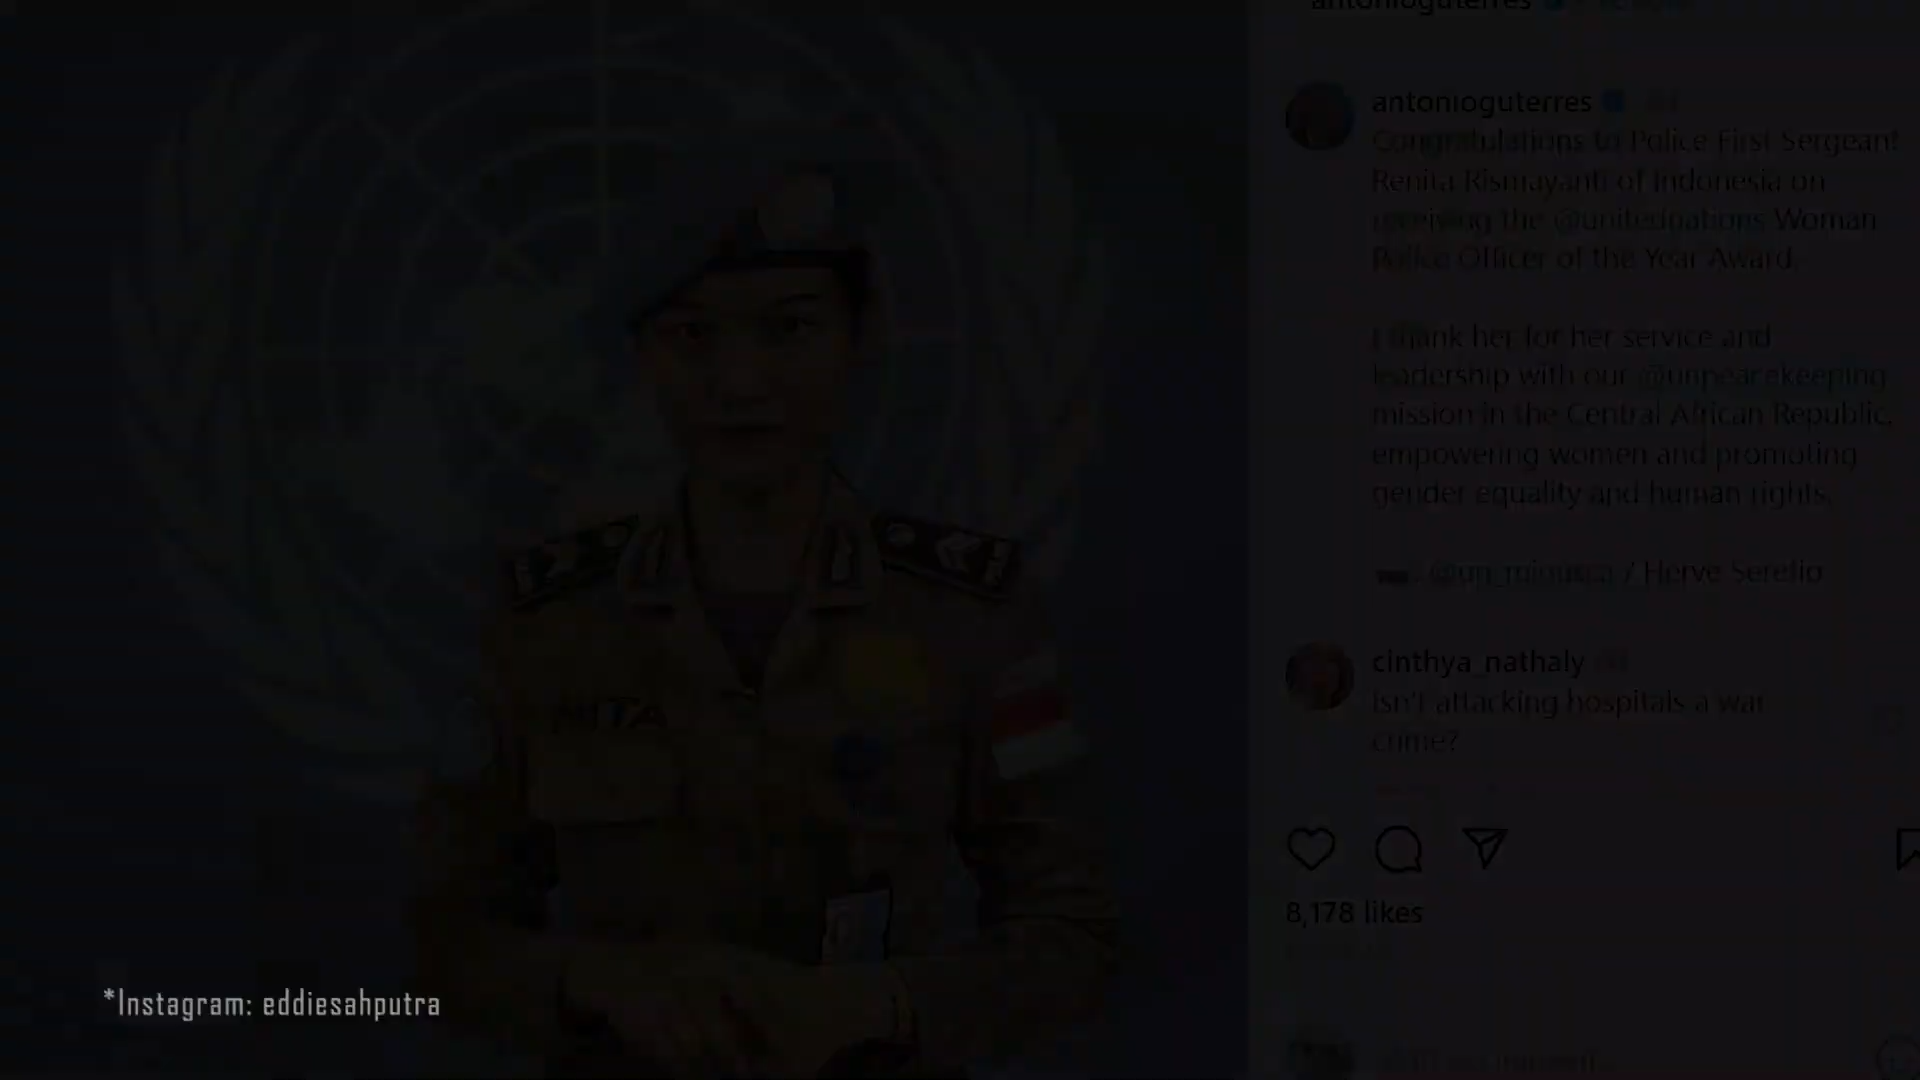 antonioguterres
antonioguterres
Congratulations to Police First Sergeant
Renita Rismayanti of Indonesia on
receiving the @unitednations Woman
Police Officer of the Year Award.
I thank her for her service and
leadership with our @unpeacekeeping
mission in the Central African Republic,
empowering women and promoting
gender equality and human rights.
@un_minusca / Herve Serefio
cinthya_nathaly
Isn't attacking hospitals a war
crime?
NITA
8,178 likes
*Instagram: eddiesahputra